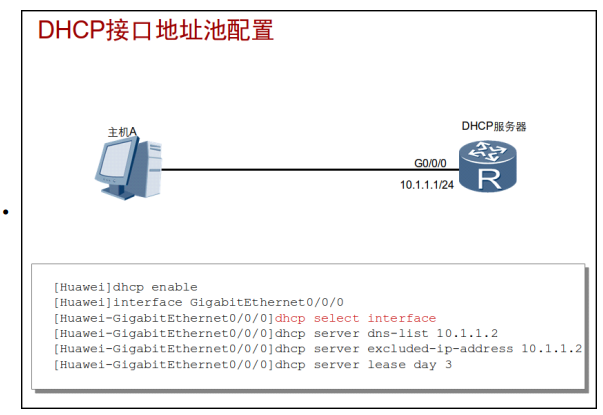 DHCP接口地址池配置
主机A
DHCP服务器
G0/0/0
10.1.1.1/24
R
[Huawei]dhcp enable
[Huawei]interface GigabitEthernet0/0/0
[Huawei-GigabitEthernet0/0/0]dhcp select interface
[Huawei-GigabitEthernet0/0/0]dhcp server dns-list 10.1.1.2
[Huawei-GigabitEthernet0/0/0]dhcp server excluded-ip-address 10.1.1.2
[Huawei-GigabitEthernet0/0/0]dhcp server lease day 3